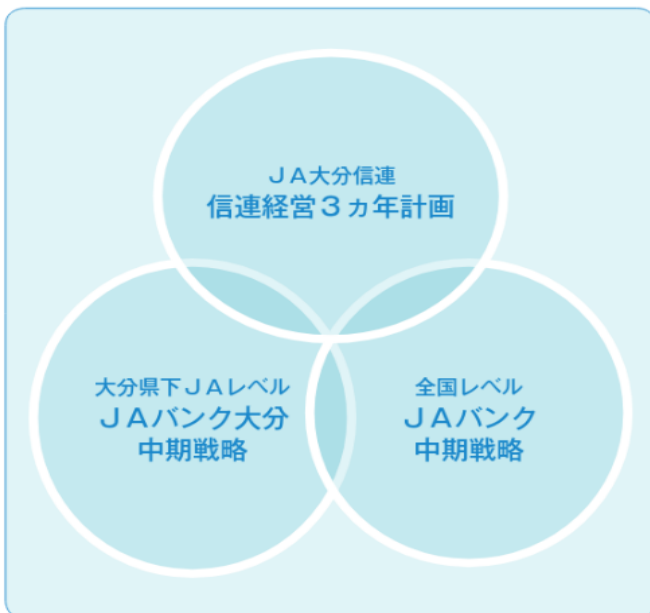 ＪＡ大分信連
信連経営３ヵ年計画
大分県下ＪＡレベル
ＪＡバンク大分
中期戦略
全国レベル
ＪＡバンク
中期戦略